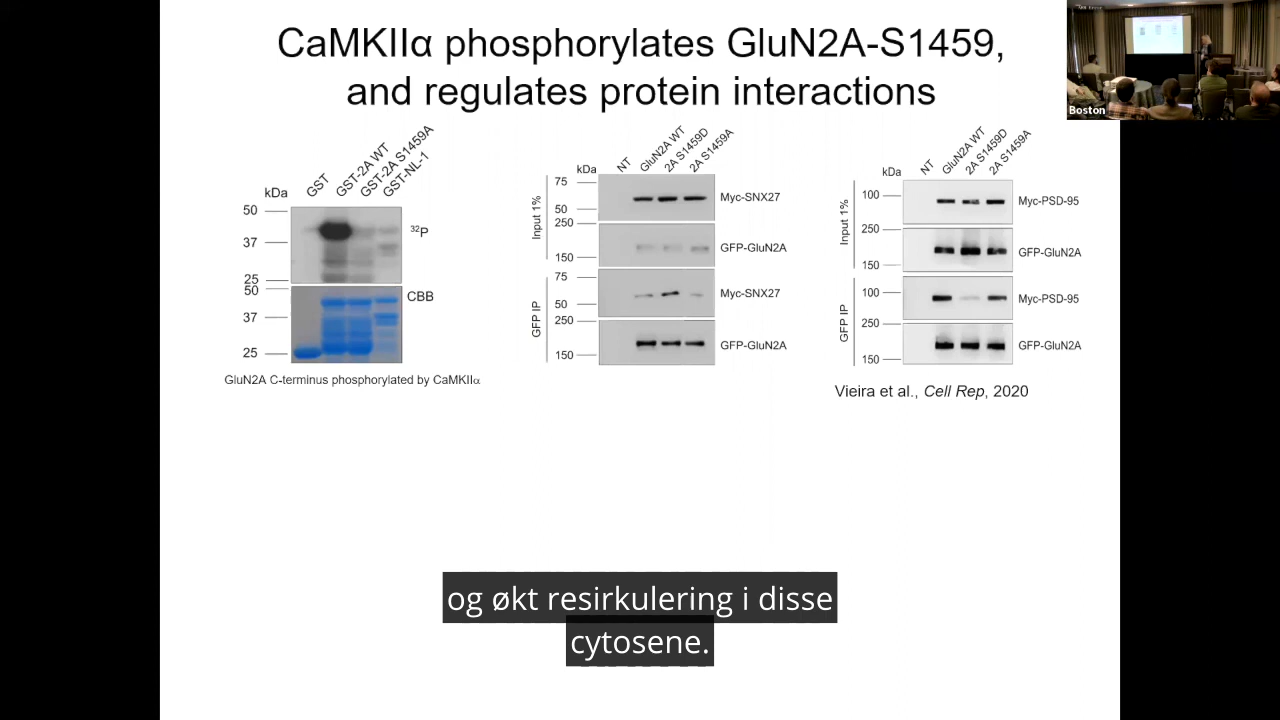 CaMKIIα phosphorylates GluN2A-S1459,
and regulates protein interactions
Boston
kDa
GST
GST-2A WT
GST-2A S1459A
GST-NL-1
50
37
25
³²P
50
37
25
CBB
GluN2A C-terminus phosphorylated by CaMKIIα
kDa
NT
GluN2A WT
2A S1459D
2A S1459A
Input 1%
75
50
Myc-SNX27
250
150
GFP-GluN2A
GFP IP
75
50
Myc-SNX27
250
150
GFP-GluN2A
kDa
NT
GluN2A WT
2A S1459D
2A S1459A
Input 1%
100
Myc-PSD-95
250
150
GFP-GluN2A
GFP IP
100
Myc-PSD-95
250
150
GFP-GluN2A
Vieira et al., Cell Rep, 2020
og økt resirkulering i disse
cytosene.